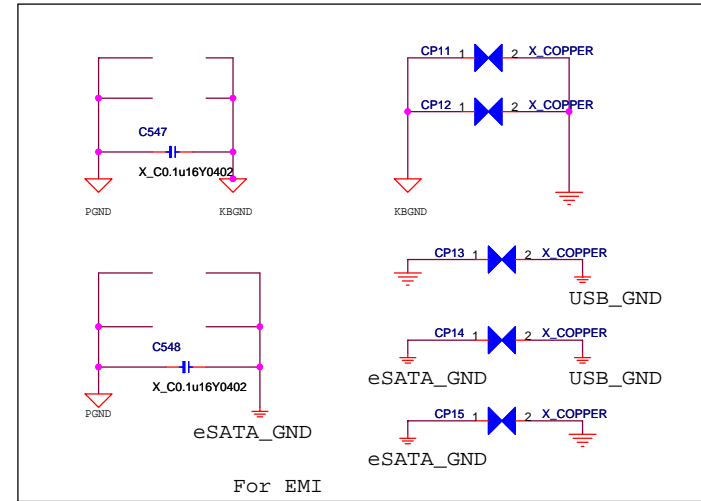 CP11 1 2 X_COPPER
CP12 1 2 X_COPPER
C547
X_C0.1u16Y0402
PGND KBGND KBGND
CP13 1 2 X_COPPER
USB_GND
CP14 1 2 X_COPPER
C548
X_C0.1u16Y0402
eSATA_GND USB_GND
PGND
CP15 1 2 X_COPPER
eSATA_GND
eSATA_GND
For EMI